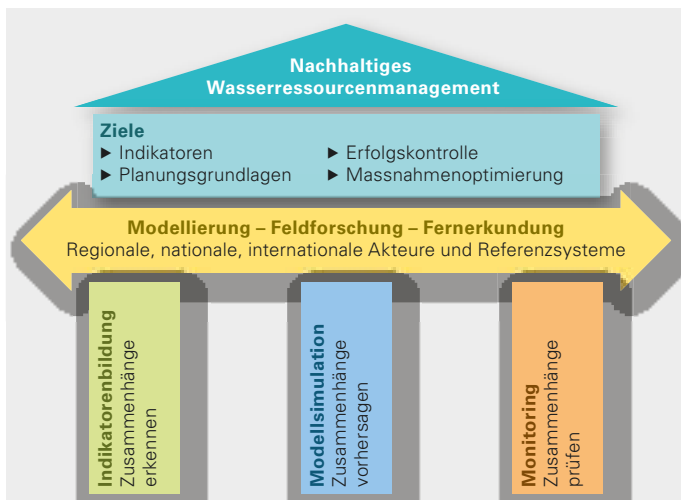 Nachhaltiges
Wasserressourcenmanagement
Ziele
► Indikatoren
► Planungsgrundlagen
► Erfolgskontrolle
► Massnahmenoptimierung
Modellierung – Feldforschung – Fernerkundung
Regionale, nationale, internationale Akteure und Referenzsysteme
Indikatorenbildung
Zusammenhänge
erkennen
Modellsimulation
Zusammenhänge
vorhersagen
Monitoring
Zusammenhänge
prüfen